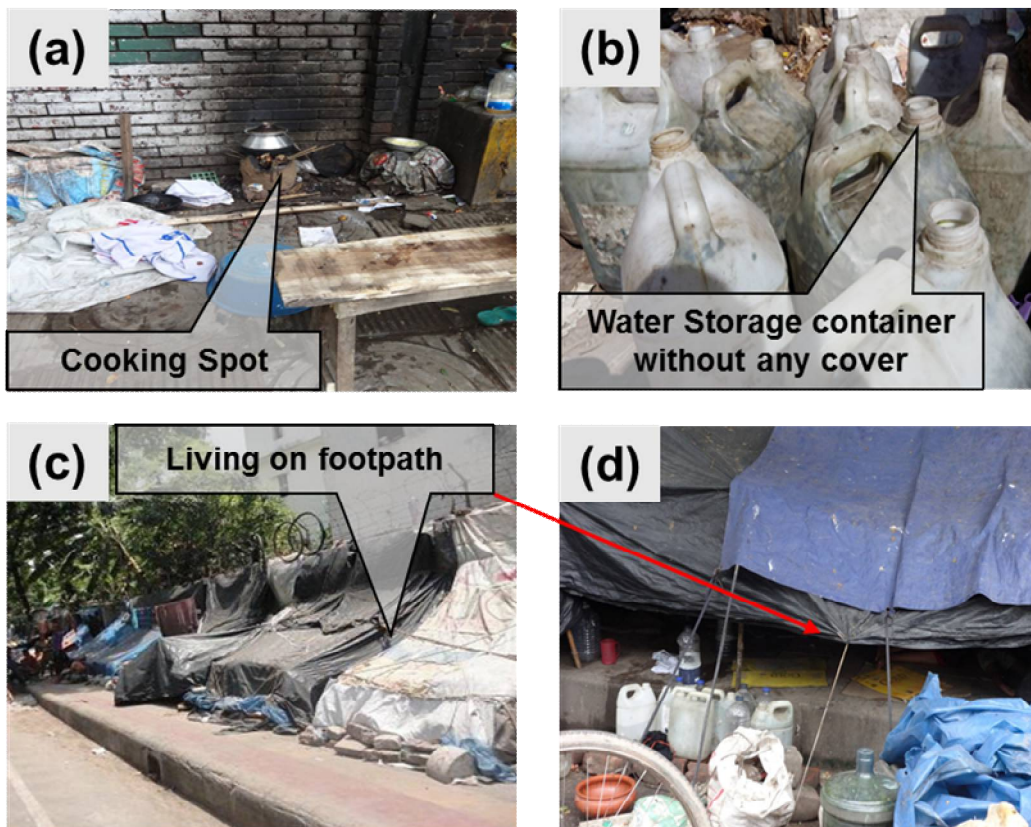 (a)
Cooking Spot
(b)
Water Storage container
without any cover
(c)
Living on footpath
(d)